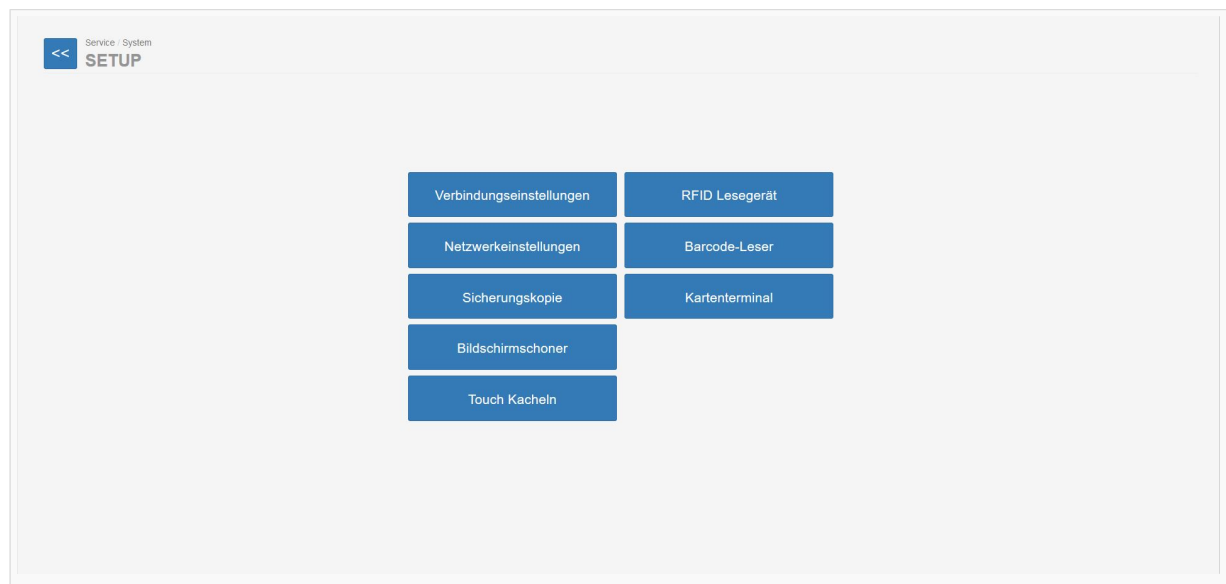 <<
Service / System
SETUP
Verbindungseinstellungen
RFID Lesegerät
Netzwerkeinstellungen
Barcode-Leser
Sicherungskopie
Kartenterminal
Bildschirmschoner
Touch Kacheln